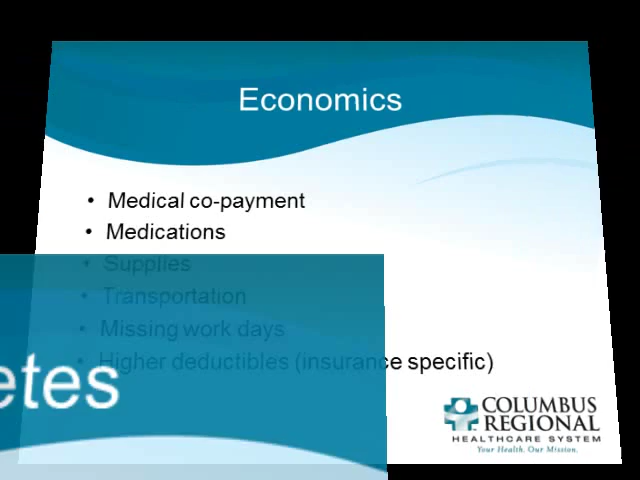 Economics
• Medical co-payment
• Medications
• Supplies
• Transportation
• Missing work days
• Higher deductibles (insurance specific)
etes
COLUMBUS
REGIONAL
HEALTHCARE SYSTEM
Your Health. Our Mission.